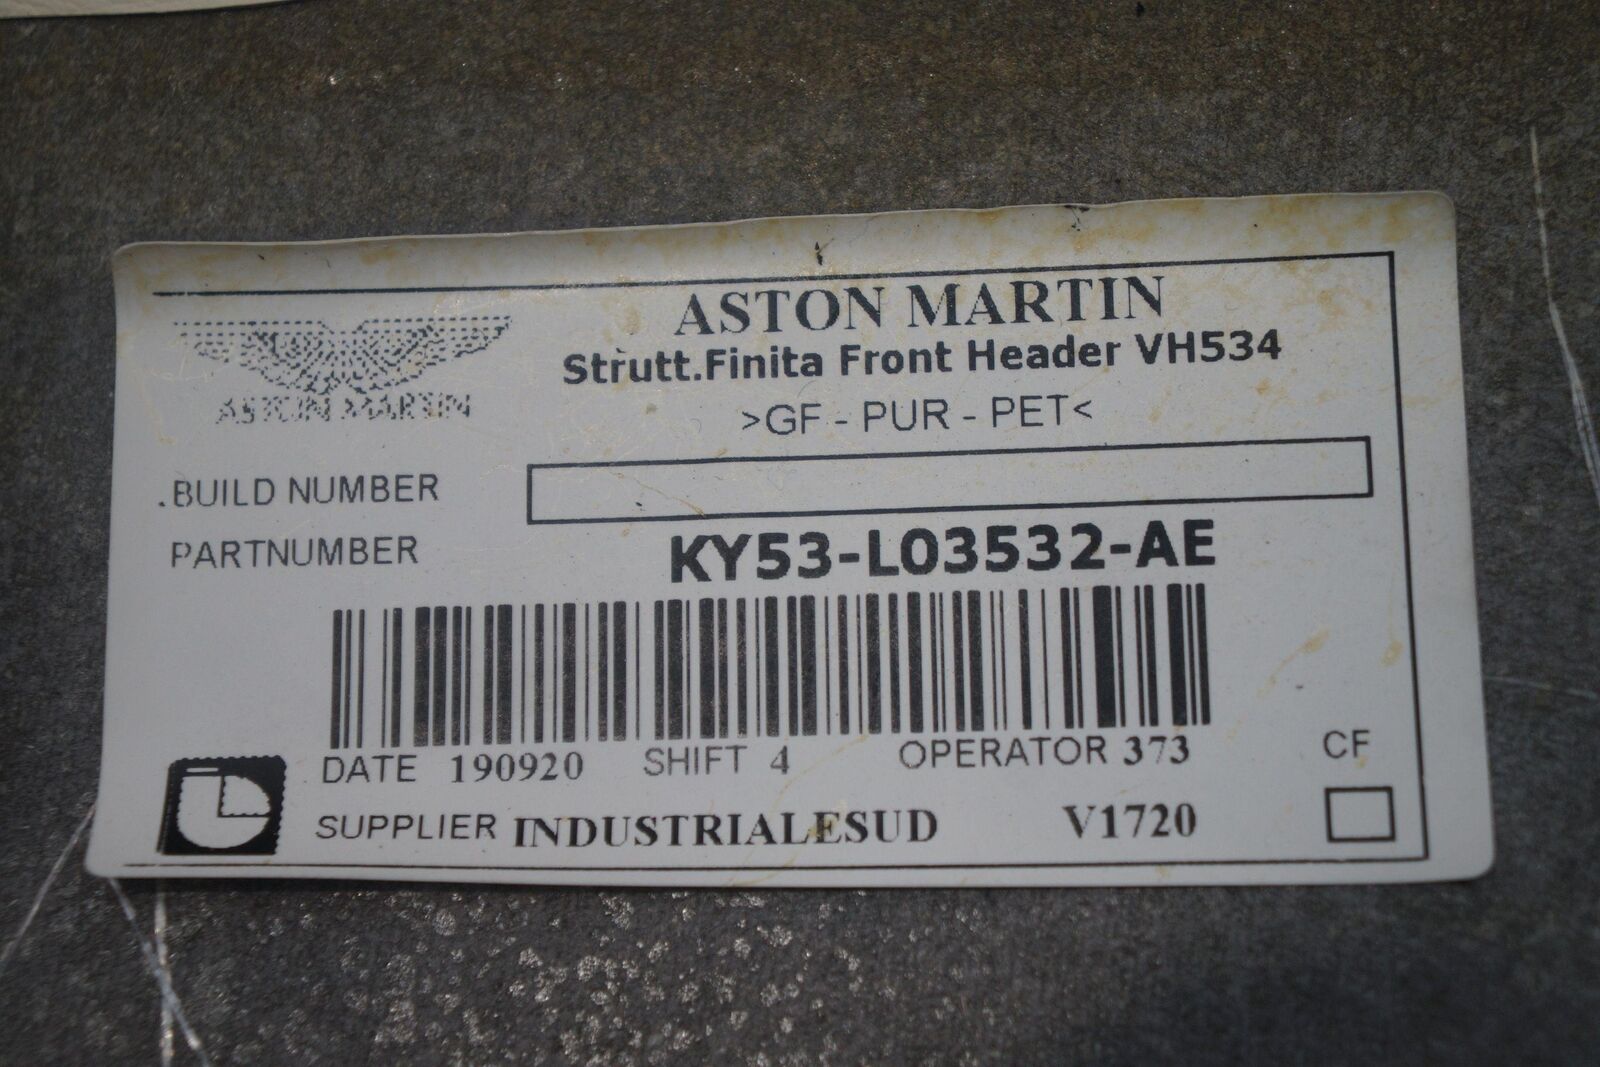 ASTON MARTIN
Strutt.Finita Front Header VH534
ASTON MARTIN
>GF - PUR - PET<
.BUILD NUMBER
PARTNUMBER KY53-L03532-AE
DATE 190920 SHIFT 4 OPERATOR 373 CF
SUPPLIER INDUSTRIALESUD V1720